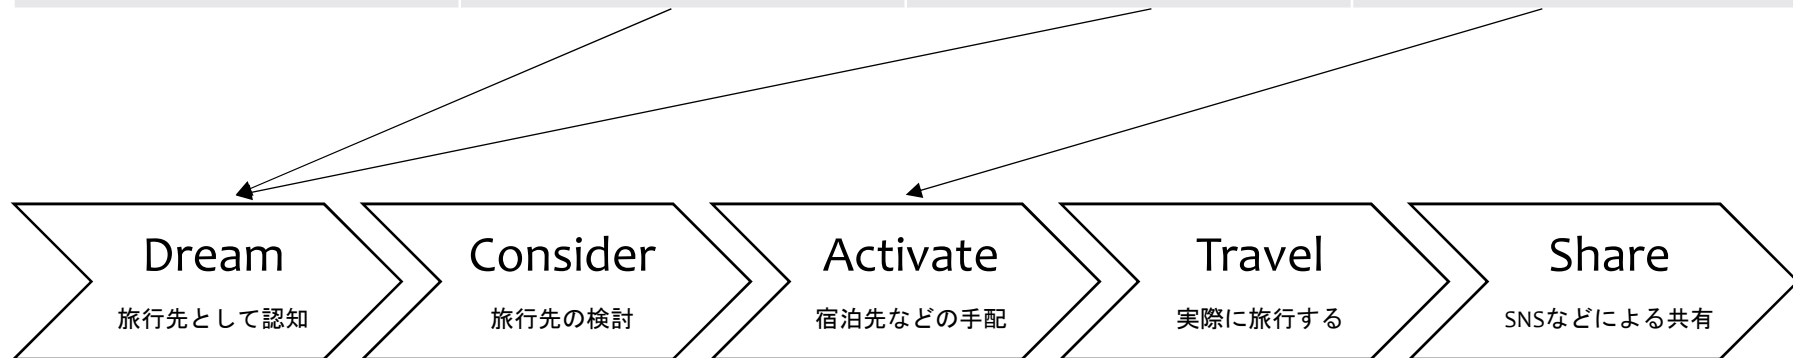 Dream
旅行先として認知
Consider
旅行先の検討
Activate
宿泊先などの手配
Travel
実際に旅行する
Share
SNSなどによる共有